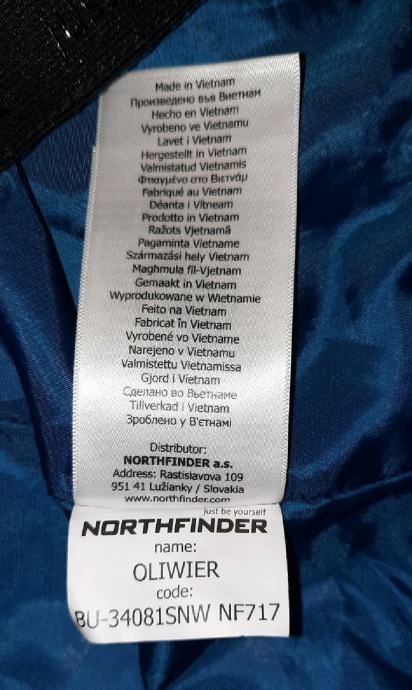 Made in Vietnam
Произведено във Виетнам
Hecho en Vietnam
Vyrobeno ve Vietnamu
Lavet i Vietnam
Hergestellt in Vietnam
Valmistatud Vietnamis
Φτιαγμένο στο Βιετνάμ
Fabriqué au Vietnam
Déanta i Vítneam
Prodotto in Vietnam
Ražots Vjetnamā
Pagaminta Vietname
Származási hely Vietnam
Maghmula fil-Vjetnam
Gemaakt in Vietnam
Wyprodukowane w Wietnamie
Feito na Vietnam
Fabricat în Vietnam
Vyrobené vo Vietname
Narejeno v Vietnamu
Valmistettu Vietnamissa
Gjord i Vietnam
Сделано во Вьетнаме
Tillverkad i Vietnam
Зроблено у В'єтнамі
Distributor:
NORTHFINDER a.s.
Address: Rastislavova 109
951 41 Lužianky / Slovakia
www.northfinder.com
just be yourself
NORTHFINDER
name:
OLIWIER
code:
BU-34081SNW NF717